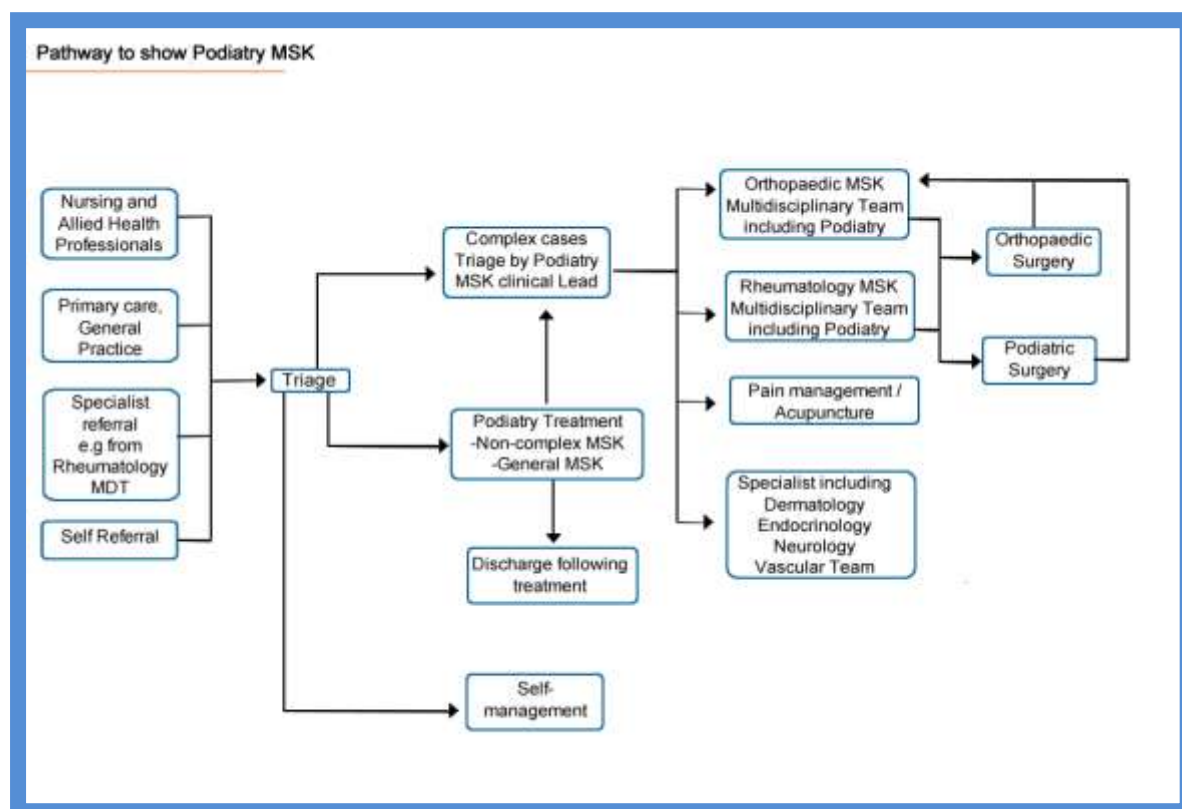 Pathway to show Podiatry MSK
Nursing and
Allied Health
Professionals
Primary care,
General
Practice
Specialist
referral
e.g from
Rheumatology
MDT
Self Referral
Triage
Complex cases
Triage by Podiatry
MSK clinical Lead
Podiatry Treatment
-Non-complex MSK
-General MSK
Discharge following
treatment
Self-
management
Orthopaedic MSK
Multidisciplinary Team
including Podiatry
Rheumatology MSK
Multidisciplinary Team
including Podiatry
Pain management /
Acupuncture
Specialist including
Dermatology
Endocrinology
Neurology
Vascular Team
Orthopaedic
Surgery
Podiatric
Surgery